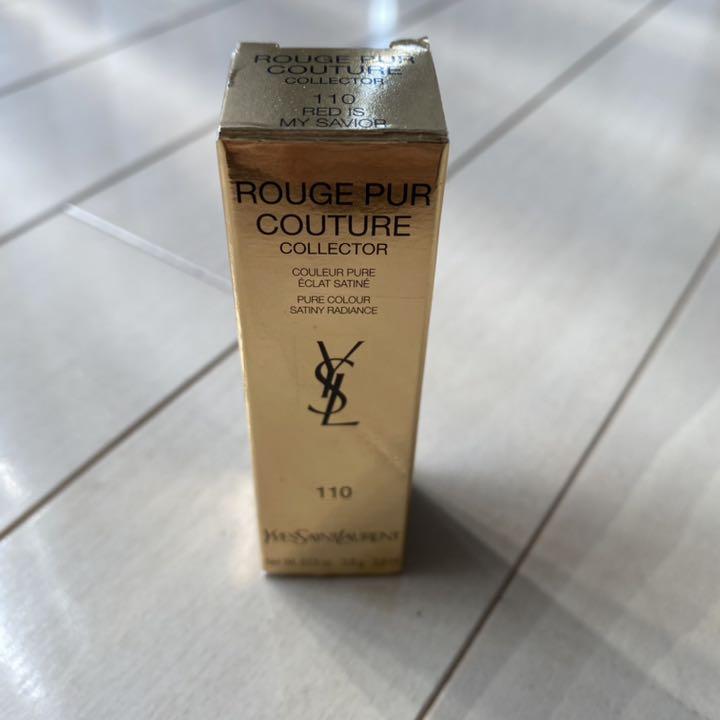 ROUGE PUR
COUTURE
COLLECTOR
110
RED IS
MY SAVIOR
ROUGE PUR
COUTURE
COLLECTOR
COULEUR PURE
ÉCLAT SATINÉ
PURE COLOUR
SATINY RADIANCE
YSL
110
YVESSAINTLAURENT